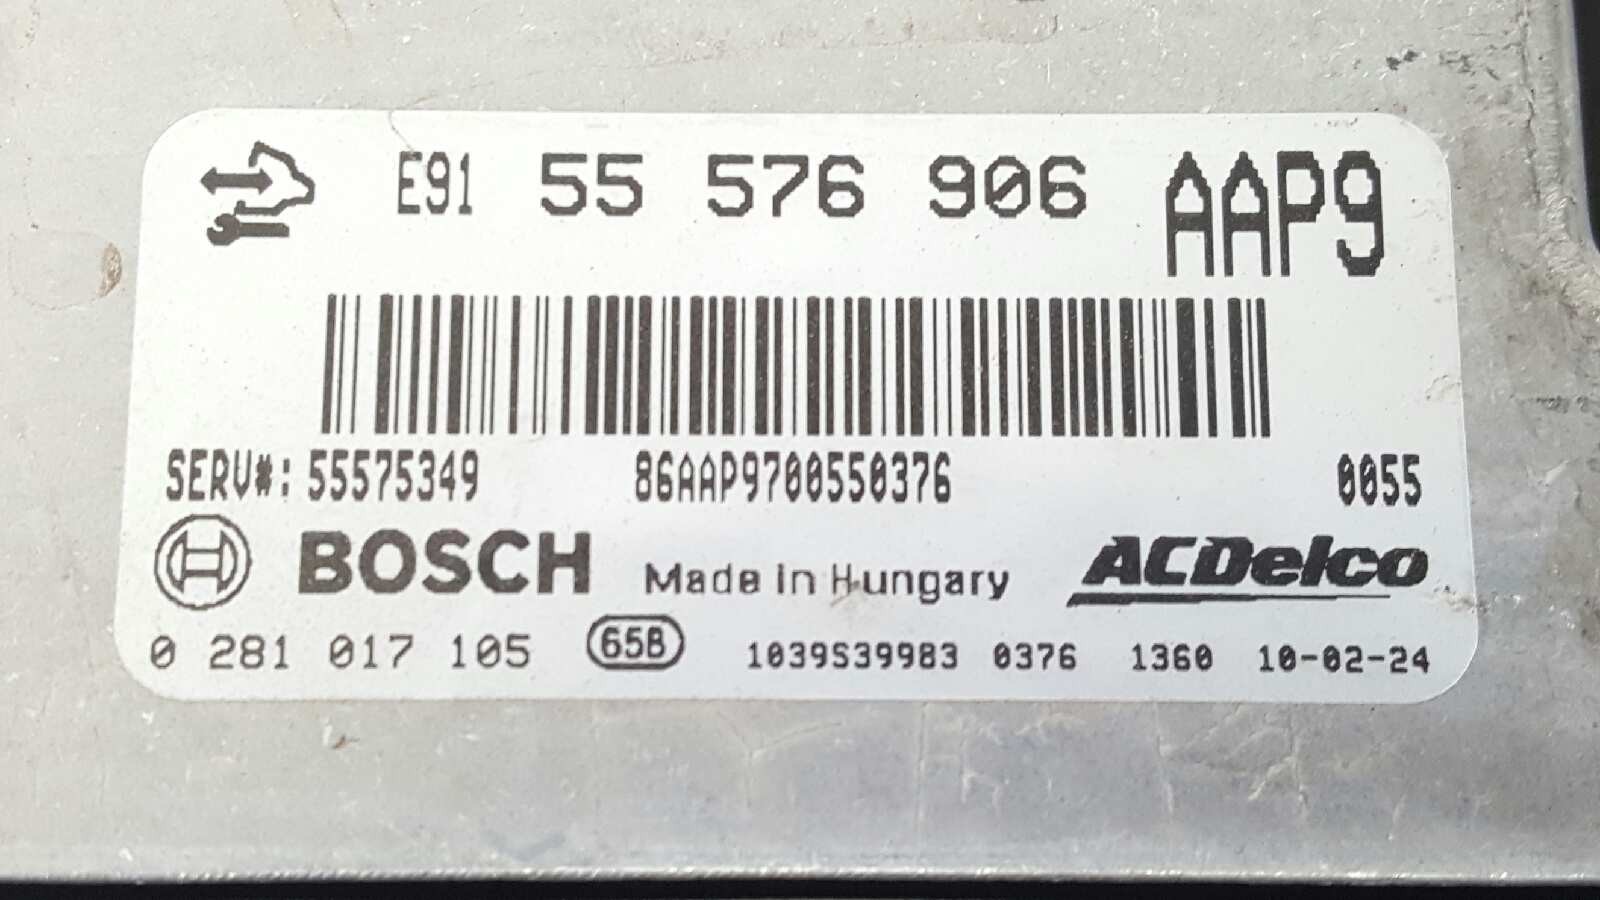 E91 55 576 906 AAP9
SERV#: 55575349 86AAP9700550376 0055
BOSCH Made in Hungary ACDelco
0 281 017 105 65B 1039S39983 0376 1360 10-02-24